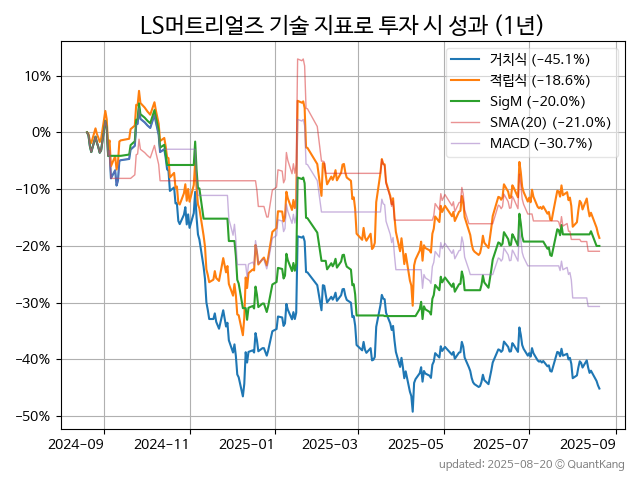 LS머트리얼즈 기술 지표로 투자 시 성과 (1년)
거치식 (−45.1%)
적립식 (−18.6%)
SigM (−20.0%)
SMA(20) (−21.0%)
MACD (−30.7%)
10%
0%
−10%
−20%
−30%
−40%
−50%
2024-09 2024-11 2025-01 2025-03 2025-05 2025-07 2025-09
updated: 2025-08-20 © QuantKang